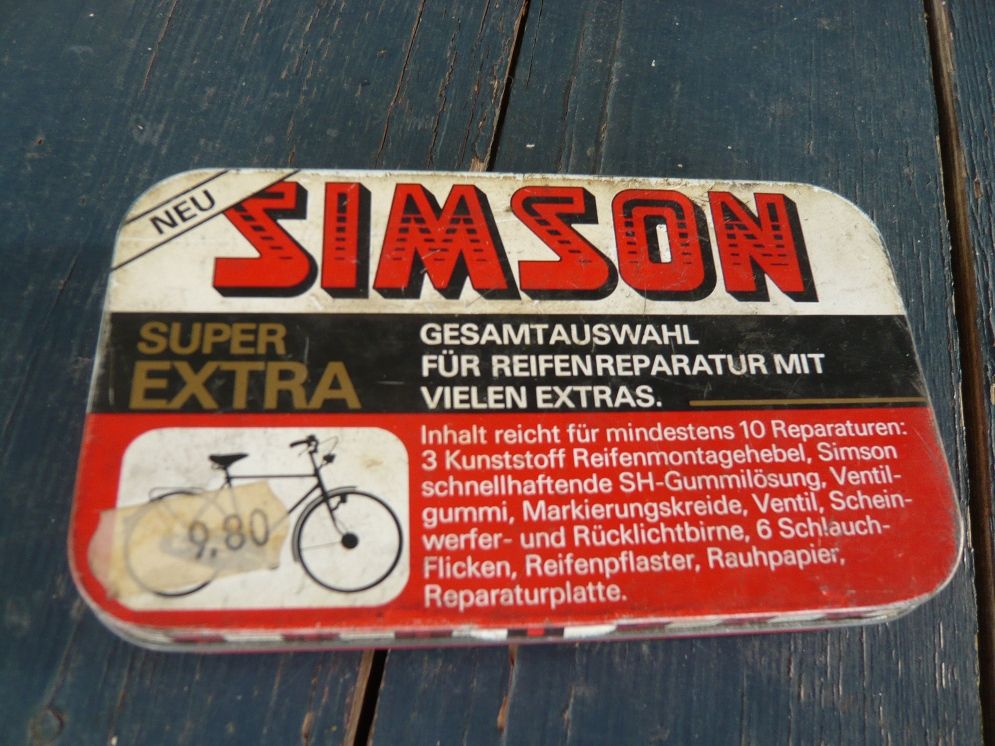 NEU
SIMSON
SUPER
EXTRA
GESAMTAUSWAHL
FÜR REIFENREPARATUR MIT
VIELEN EXTRAS.
Inhalt reicht für mindestens 10 Reparaturen:
3 Kunststoff Reifenmontagehebel, Simson
schnellhaftende SH-Gummilösung, Ventil-
gummi, Markierungskreide, Ventil, Schein-
werfer- und Rücklichtbirne, 6 Schlauch-
Flicken, Reifenpflaster, Rauhpapier,
Reparaturplatte.
9,80